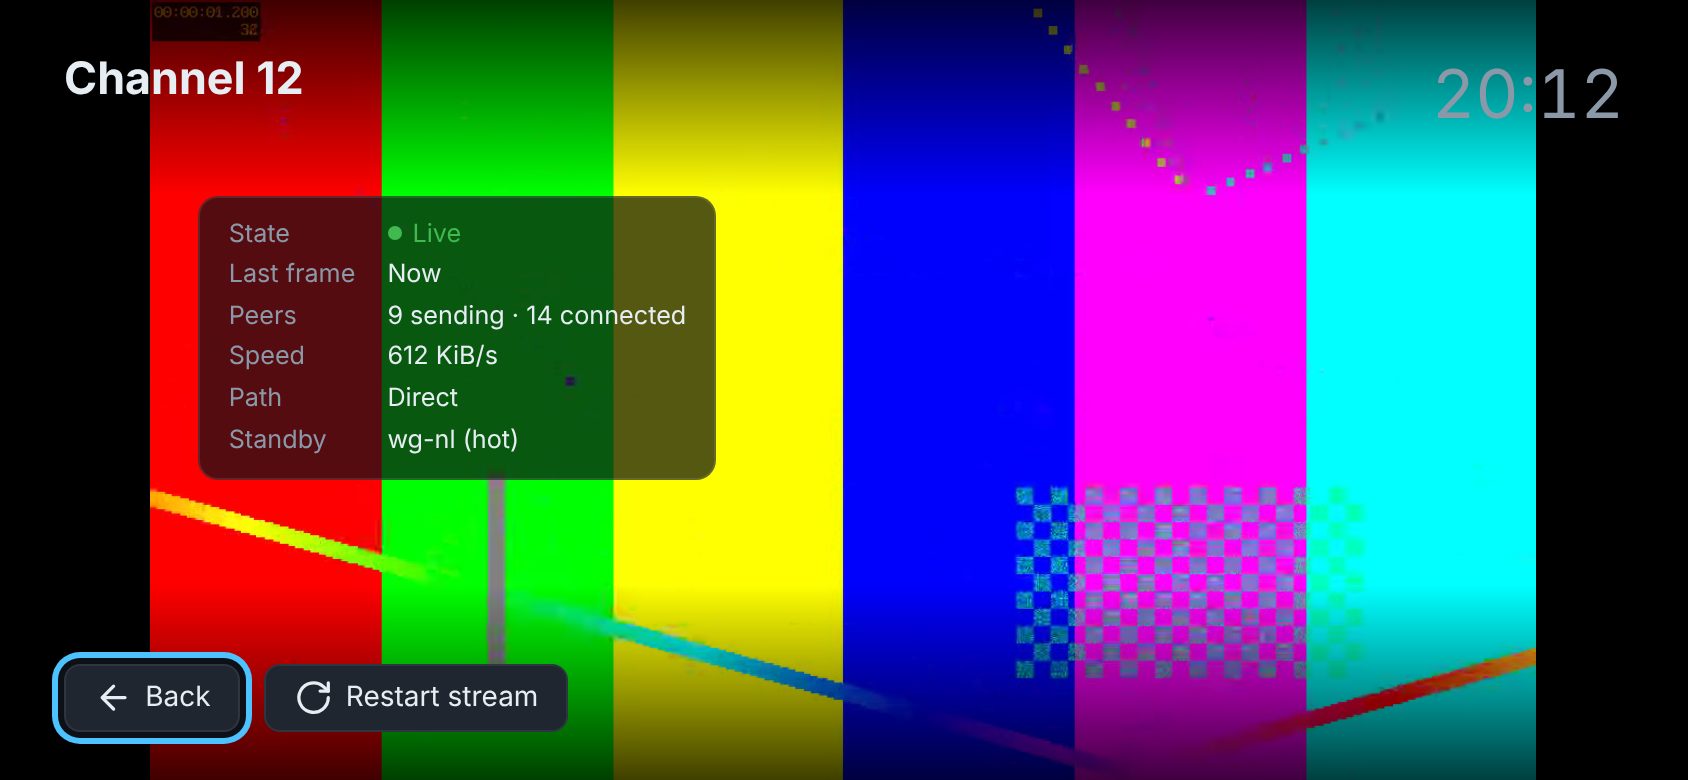 00:00:01.200
32
Channel 12
20:12
State Live
Last frame Now
Peers 9 sending · 14 connected
Speed 612 KiB/s
Path Direct
Standby wg-nl (hot)
Back
Restart stream